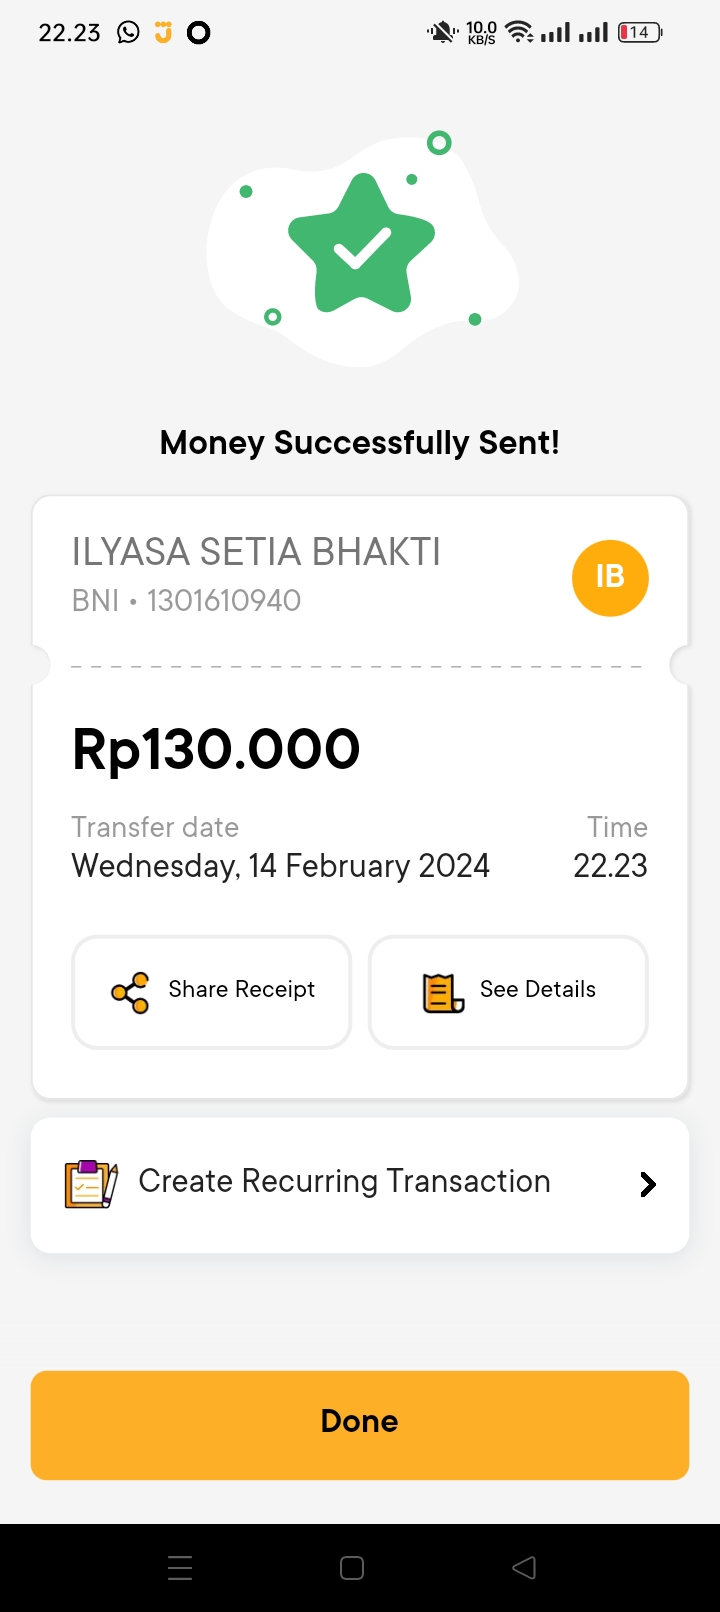 22.23
10.0
KB/S
14
Money Successfully Sent!
ILYASA SETIA BHAKTI
IB
BNI • 1301610940
Rp130.000
Transfer date Time
Wednesday, 14 February 2024 22.23
Share Receipt See Details
Create Recurring Transaction
Done